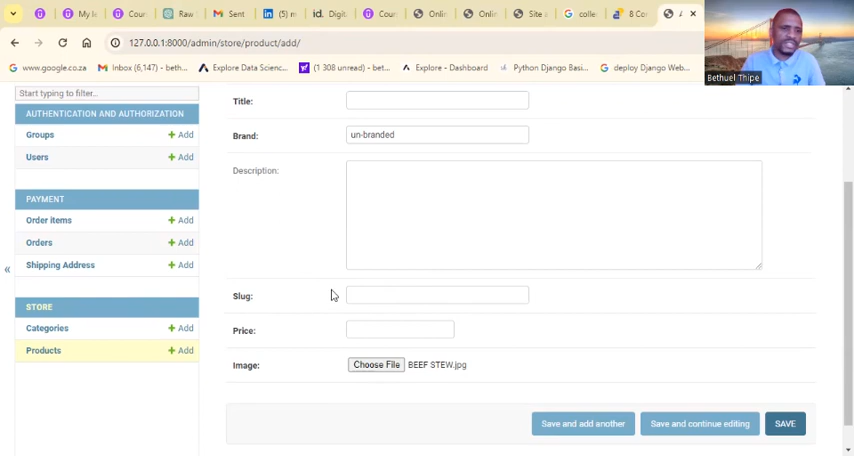 My le
Cour
Raw
Sent
(5) m
id. Digit
Cour
Onlin
Onlin
Site a
colle
8 Co
A
127.0.0.1:8000/admin/store/product/add/
www.google.co.za
Inbox (6,147) - beth...
Explore Data Scienc...
(1 308 unread) - bet...
Explore - Dashboard
Python Django Basi...
deploy Django Web...
Bethuel Thipe
Start typing to filter...
AUTHENTICATION AND AUTHORIZATION
Groups + Add
Users + Add
PAYMENT
Order items + Add
Orders + Add
Shipping Address + Add
STORE
Categories + Add
Products + Add
«
Title:
Brand: un-branded
Description:
Slug:
Price:
Image: Choose File BEEF STEW.jpg
Save and add another Save and continue editing SAVE